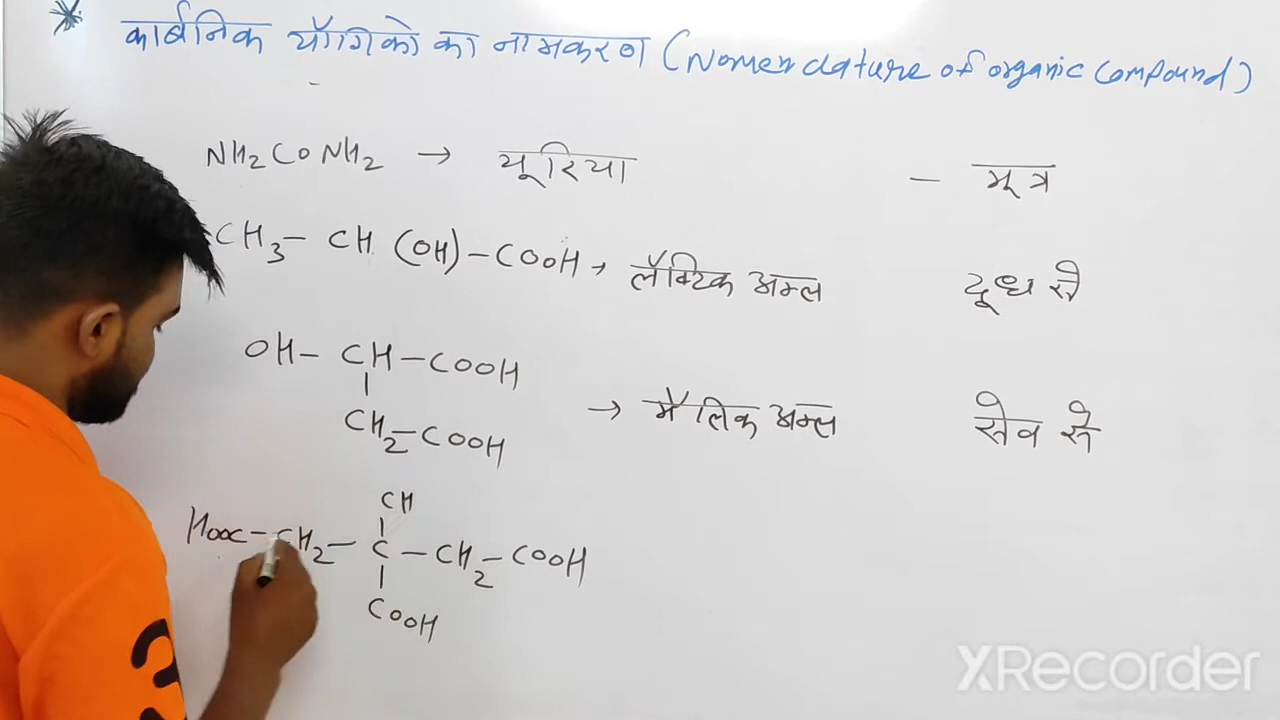 * कार्बनिक यौगिको का नामकरण (Nomenclature of organic compound)
NH₂CONH₂ → यूरिया - मूत्र
CH₃- CH (OH)-COOH → लैक्टिक अम्ल दूध से
OH- CH -COOH
|
CH₂-COOH → मैलिक अम्ल सेव से
CH
|
HOOC-CH₂- C -CH₂-COOH
|
COOH
XRecorder